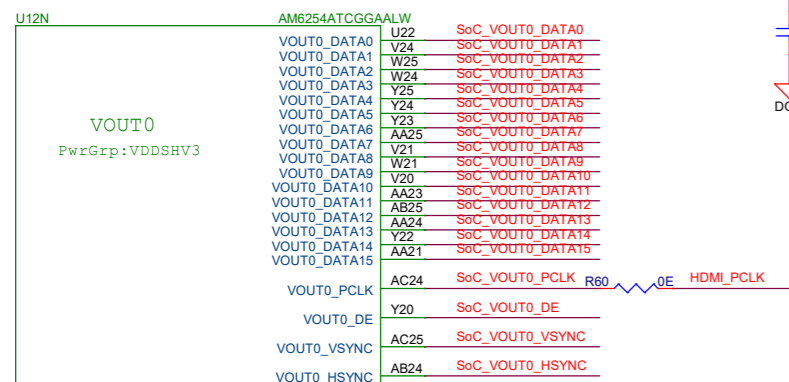 U12N AM6254ATCGGAALW
VOUT0
PwrGrp:VDDSHV3
VOUT0_DATA0 U22 SoC_VOUT0_DATA0
VOUT0_DATA1 V24 SoC_VOUT0_DATA1
VOUT0_DATA2 W25 SoC_VOUT0_DATA2
VOUT0_DATA3 W24 SoC_VOUT0_DATA3
VOUT0_DATA4 Y25 SoC_VOUT0_DATA4
VOUT0_DATA5 Y24 SoC_VOUT0_DATA5
VOUT0_DATA6 Y23 SoC_VOUT0_DATA6
VOUT0_DATA7 AA25 SoC_VOUT0_DATA7
VOUT0_DATA8 V21 SoC_VOUT0_DATA8
VOUT0_DATA9 W21 SoC_VOUT0_DATA9
VOUT0_DATA10 V20 SoC_VOUT0_DATA10
VOUT0_DATA11 AA23 SoC_VOUT0_DATA11
VOUT0_DATA12 AB25 SoC_VOUT0_DATA12
VOUT0_DATA13 AA24 SoC_VOUT0_DATA13
VOUT0_DATA14 Y22 SoC_VOUT0_DATA14
VOUT0_DATA15 AA21 SoC_VOUT0_DATA15
VOUT0_PCLK AC24 SoC_VOUT0_PCLK R60 0E HDMI_PCLK
VOUT0_DE Y20 SoC_VOUT0_DE
VOUT0_VSYNC AC25 SoC_VOUT0_VSYNC
VOUT0_HSYNC AB24 SoC_VOUT0_HSYNC